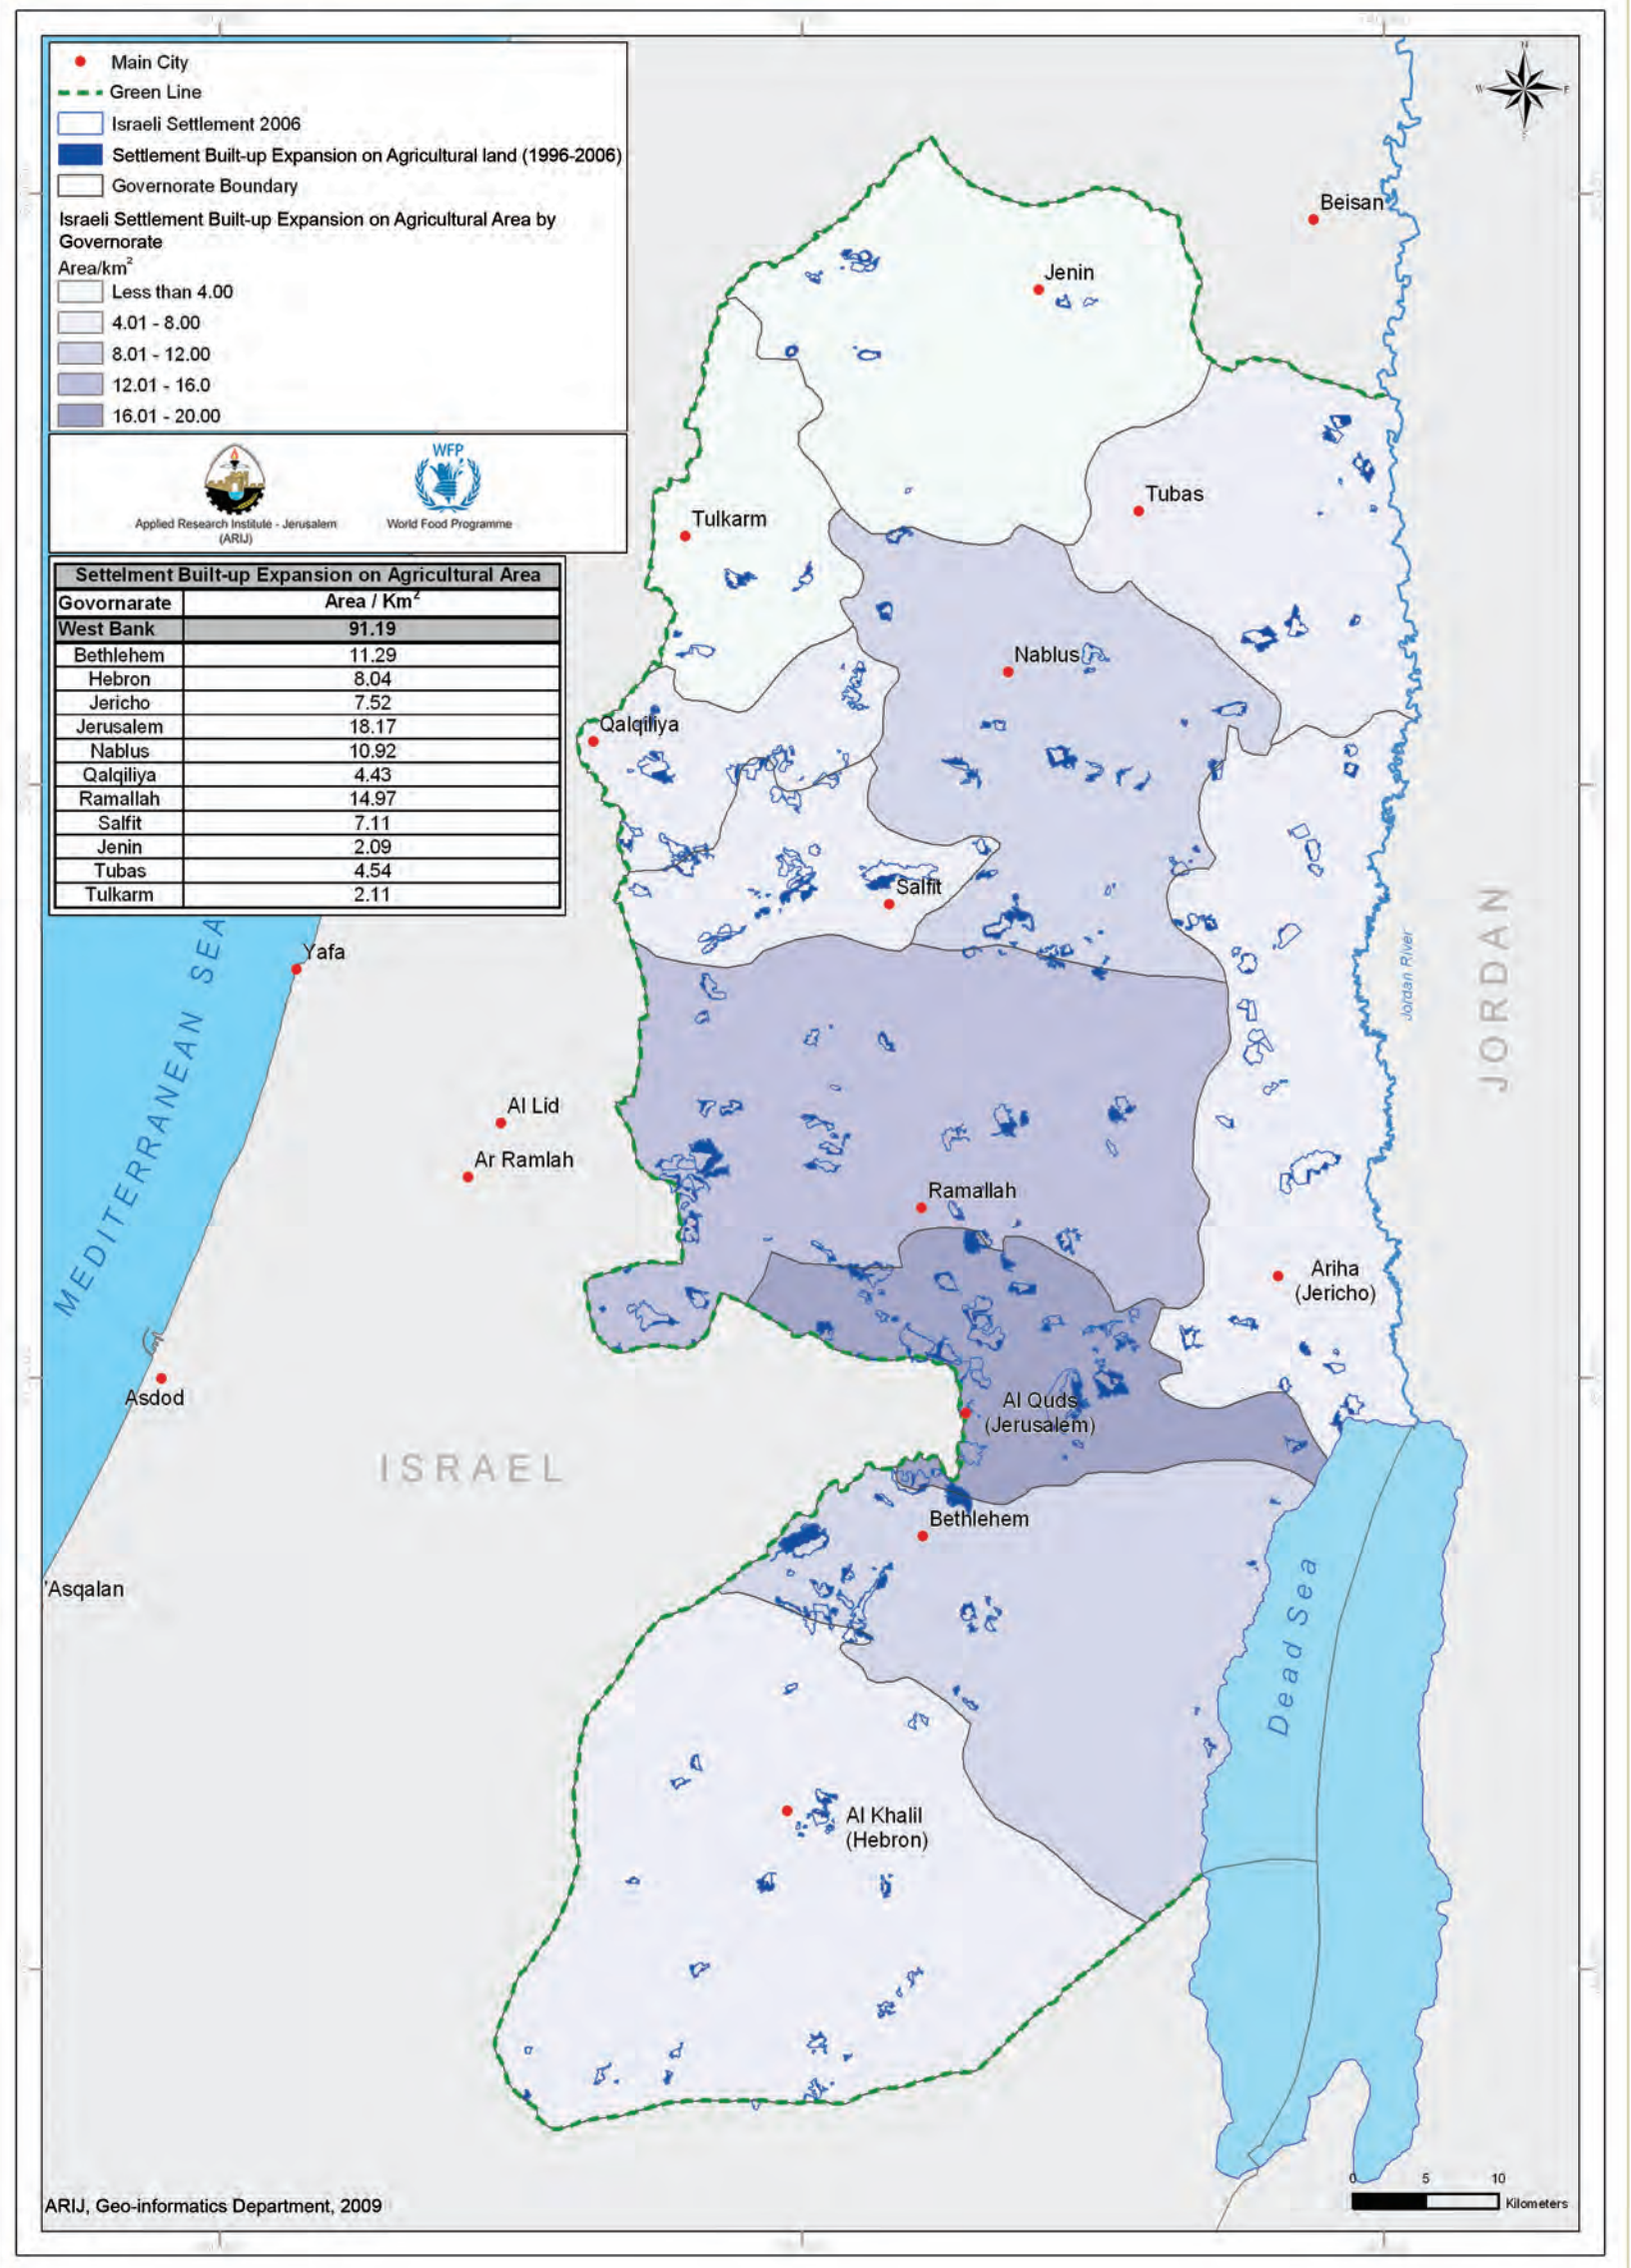 Main City
Green Line
Israeli Settlement 2006
Settlement Built-up Expansion on Agricultural land (1996-2006)
Governorate Boundary
Israeli Settlement Built-up Expansion on Agricultural Area by
Governorate
Area/km²
Less than 4.00
4.01 - 8.00
8.01 - 12.00
12.01 - 16.0
16.01 - 20.00
Applied Research Institute - Jerusalem
(ARIJ)
WFP
World Food Programme
Settelment Built-up Expansion on Agricultural Area
Govornarate Area / Km²
West Bank 91.19
Bethlehem 11.29
Hebron 8.04
Jericho 7.52
Jerusalem 18.17
Nablus 10.92
Qalqiliya 4.43
Ramallah 14.97
Salfit 7.11
Jenin 2.09
Tubas 4.54
Tulkarm 2.11
N
W
E
S
Beisan
Jenin
Tubas
Tulkarm
Nablus
Qalqiliya
Salfit
Yafa
MEDITERRANEAN SEA
Jordan River
JORDAN
Al Lid
Ar Ramlah
Ramallah
Ariha
(Jericho)
Asdod
Al Quds
(Jerusalem)
ISRAEL
Bethlehem
'Asqalan
Dead Sea
Al Khalil
(Hebron)
0 5 10
Kilometers
ARIJ, Geo-informatics Department, 2009